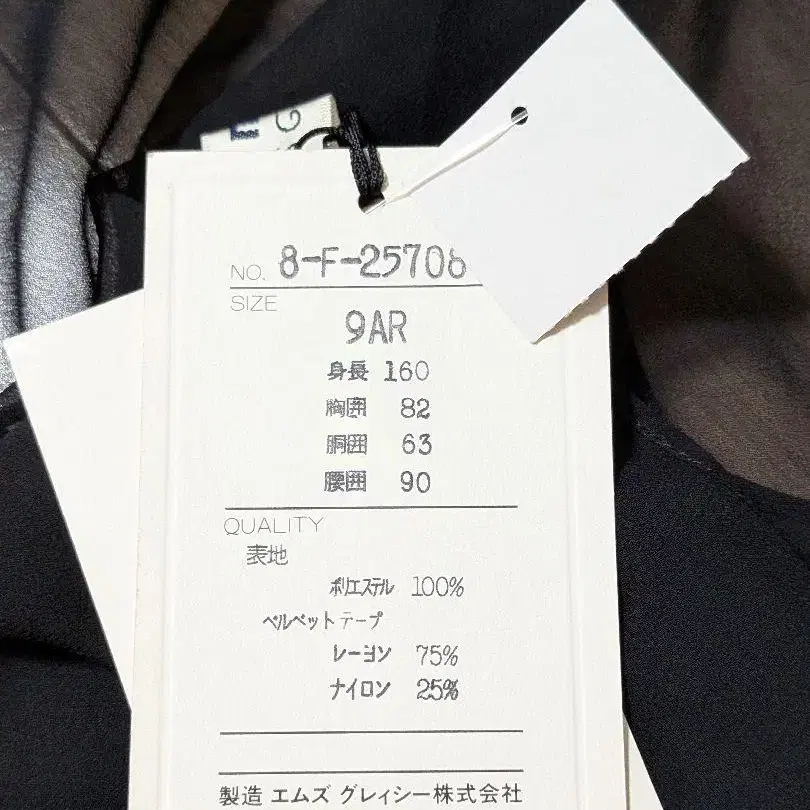 NO. 8-F-25708
SIZE
9AR
身長 160
胸囲 82
胴囲 63
腰囲 90
QUALITY
表地
ポリエステル 100%
ベルベットテープ
レーヨン 75%
ナイロン 25%
製造 エムズ グレィシー株式会社